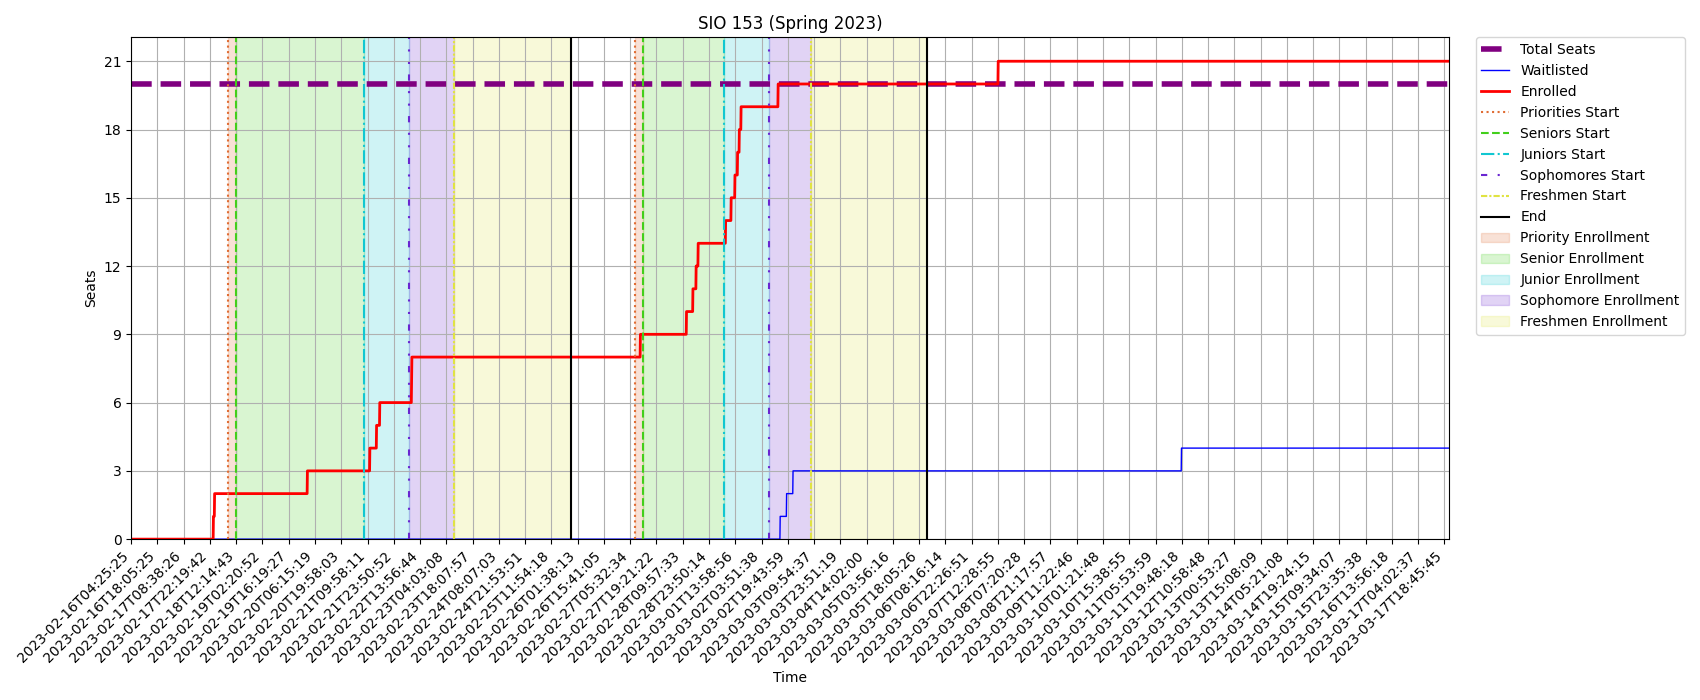 SIO 153 (Spring 2023)
Seats
21
18
15
12
9
6
3
0
2023-02-16T04:25:25
2023-02-16T18:05:25
2023-02-17T08:38:26
2023-02-17T22:19:42
2023-02-18T12:14:43
2023-02-19T02:20:52
2023-02-19T16:19:27
2023-02-20T06:15:19
2023-02-20T19:58:03
2023-02-21T09:58:11
2023-02-21T23:50:52
2023-02-22T13:56:44
2023-02-23T04:03:08
2023-02-23T18:07:57
2023-02-24T08:07:03
2023-02-24T21:53:51
2023-02-25T11:54:18
2023-02-26T01:38:13
2023-02-26T15:41:05
2023-02-27T05:32:34
2023-02-27T19:21:22
2023-02-28T09:57:33
2023-02-28T23:50:14
2023-03-01T13:58:56
2023-03-02T03:51:38
2023-03-02T19:43:59
2023-03-03T09:54:37
2023-03-03T23:51:19
2023-03-04T14:02:00
2023-03-05T03:56:16
2023-03-05T18:05:26
2023-03-06T08:16:14
2023-03-06T22:26:51
2023-03-07T12:28:55
2023-03-08T07:20:28
2023-03-08T21:17:57
2023-03-09T11:22:46
2023-03-10T01:21:48
2023-03-10T15:38:55
2023-03-11T05:53:59
2023-03-11T19:48:18
2023-03-12T10:58:48
2023-03-13T00:53:27
2023-03-13T15:08:09
2023-03-14T05:21:08
2023-03-14T19:24:15
2023-03-15T09:34:07
2023-03-15T23:35:38
2023-03-16T13:56:18
2023-03-17T04:02:37
2023-03-17T18:45:45
Time
Total Seats
Waitlisted
Enrolled
Priorities Start
Seniors Start
Juniors Start
Sophomores Start
Freshmen Start
End
Priority Enrollment
Senior Enrollment
Junior Enrollment
Sophomore Enrollment
Freshmen Enrollment